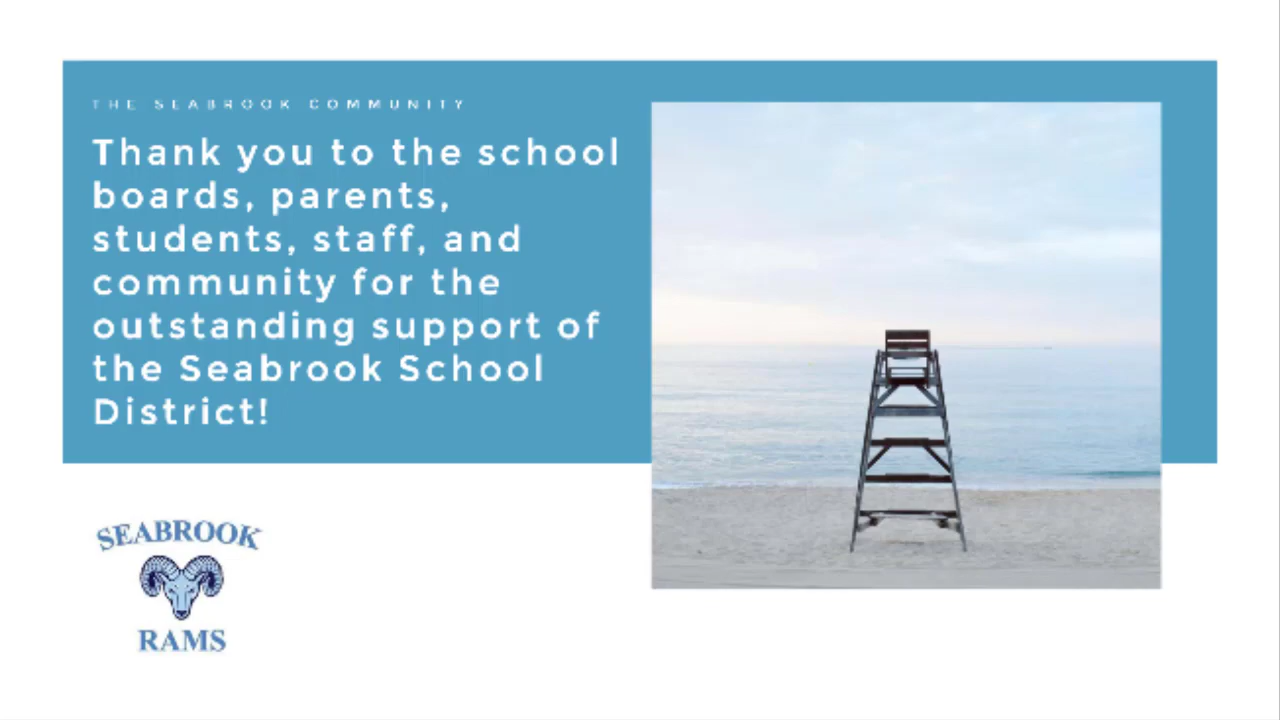 THE SEABROOK COMMUNITY
Thank you to the school
boards, parents,
students, staff, and
community for the
outstanding support of
the Seabrook School
District!
SEABROOK
RAMS